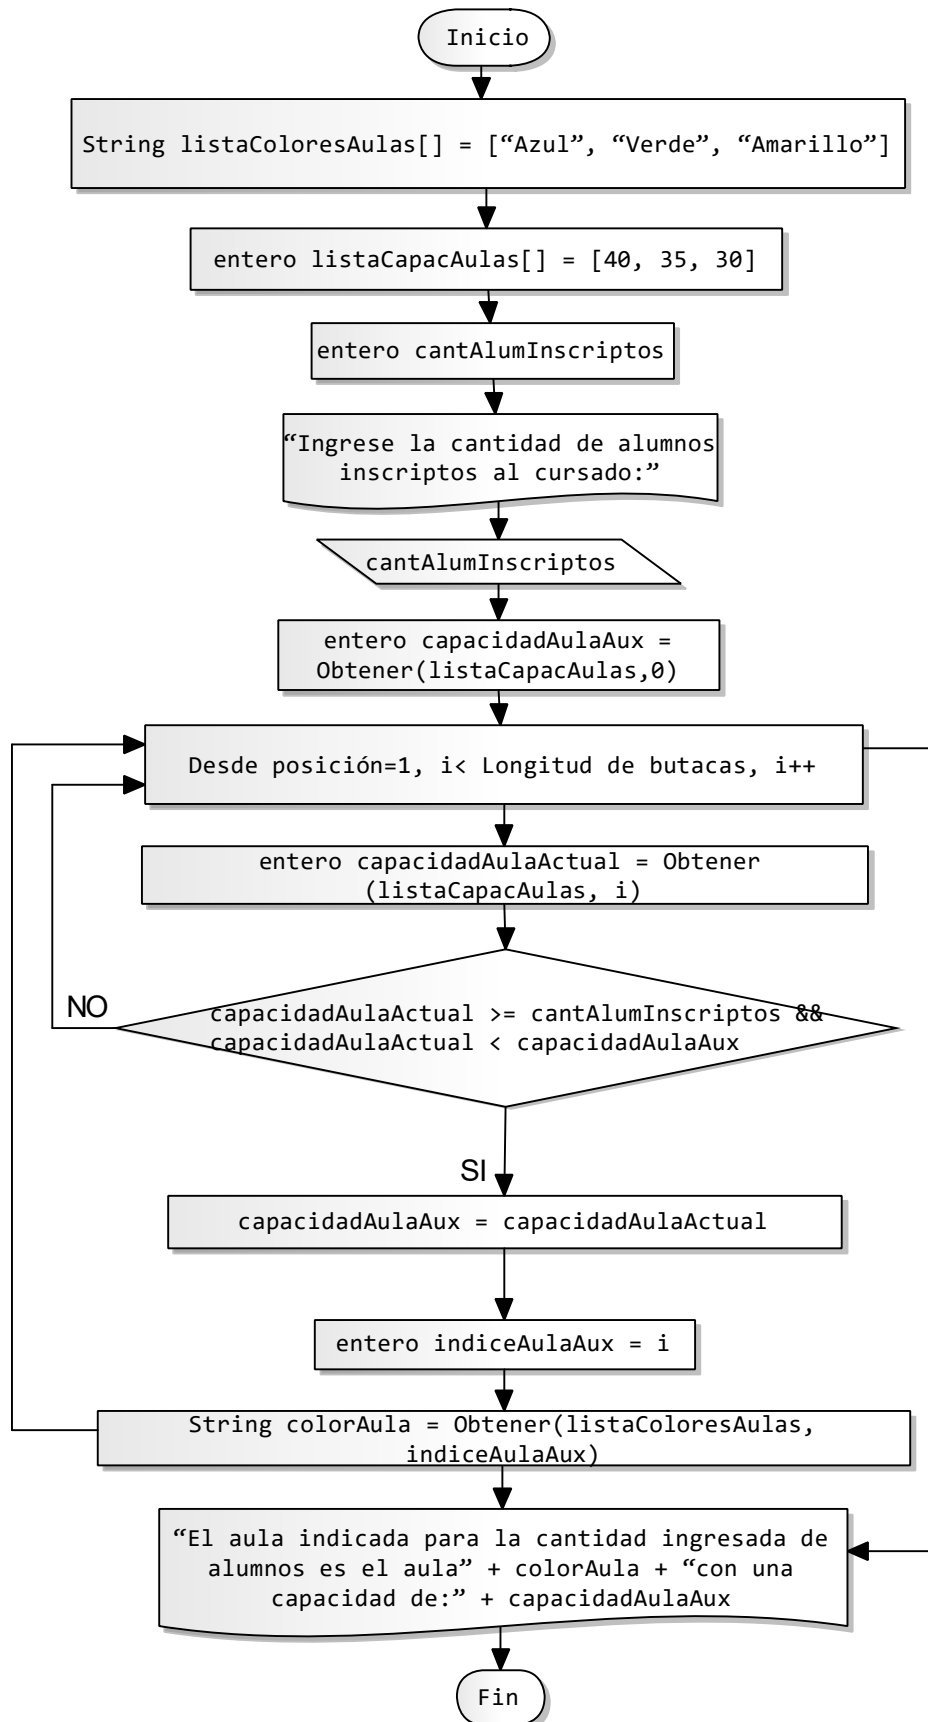 Inicio
String listaColoresAulas[] = [“Azul”, “Verde”, “Amarillo”]
entero listaCapacAulas[] = [40, 35, 30]
entero cantAlumInscriptos
“Ingrese la cantidad de alumnos
inscriptos al cursado:”
cantAlumInscriptos
entero capacidadAulaAux =
Obtener(listaCapacAulas,0)
Desde posición=1, i< Longitud de butacas, i++
entero capacidadAulaActual = Obtener
(listaCapacAulas, i)
NO
capacidadAulaActual >= cantAlumInscriptos &&
capacidadAulaActual < capacidadAulaAux
SI
capacidadAulaAux = capacidadAulaActual
entero indiceAulaAux = i
String colorAula = Obtener(listaColoresAulas,
indiceAulaAux)
“El aula indicada para la cantidad ingresada de
alumnos es el aula” + colorAula + “con una
capacidad de:” + capacidadAulaAux
Fin